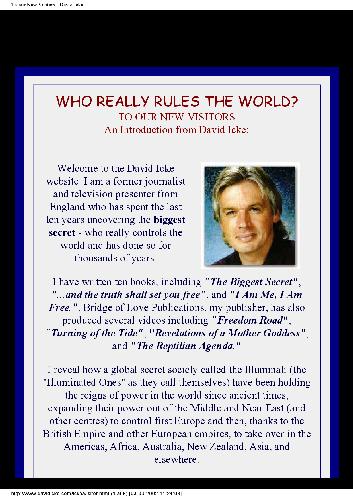 WHO REALLY RULES THE WORLD?
TO OUR NEW VISITORS
An Introduction from David Icke:
Welcome to the David Icke
website. I am a former journalist
and television presenter from
England who has spent the last
ten years uncovering the biggest
secret - who really controls the
world and has done so for
thousands of years.
I have written ten books, including "The Biggest Secret",
"...and the truth shall set you free", and "I Am Me, I Am
Free.". Bridge of Love Publications, my publisher, has also
produced several videos including "Freedom Road",
"Turning of the Tide", "Revelations of a Mother Goddess",
and "The Reptilian Agenda."
I reveal how a global secret society called the Illuminati (the
"Illuminated Ones" as they call themselves) have been holding
the reigns of power in the world since ancient times,
expanding their power out of the Middle and Near East (and
other centres) to control first Europe and then, thanks to the
British Empire and other European empires, to take over in the
Americas, Africa, Australia, New Zealand, Asia, and
elsewhere.